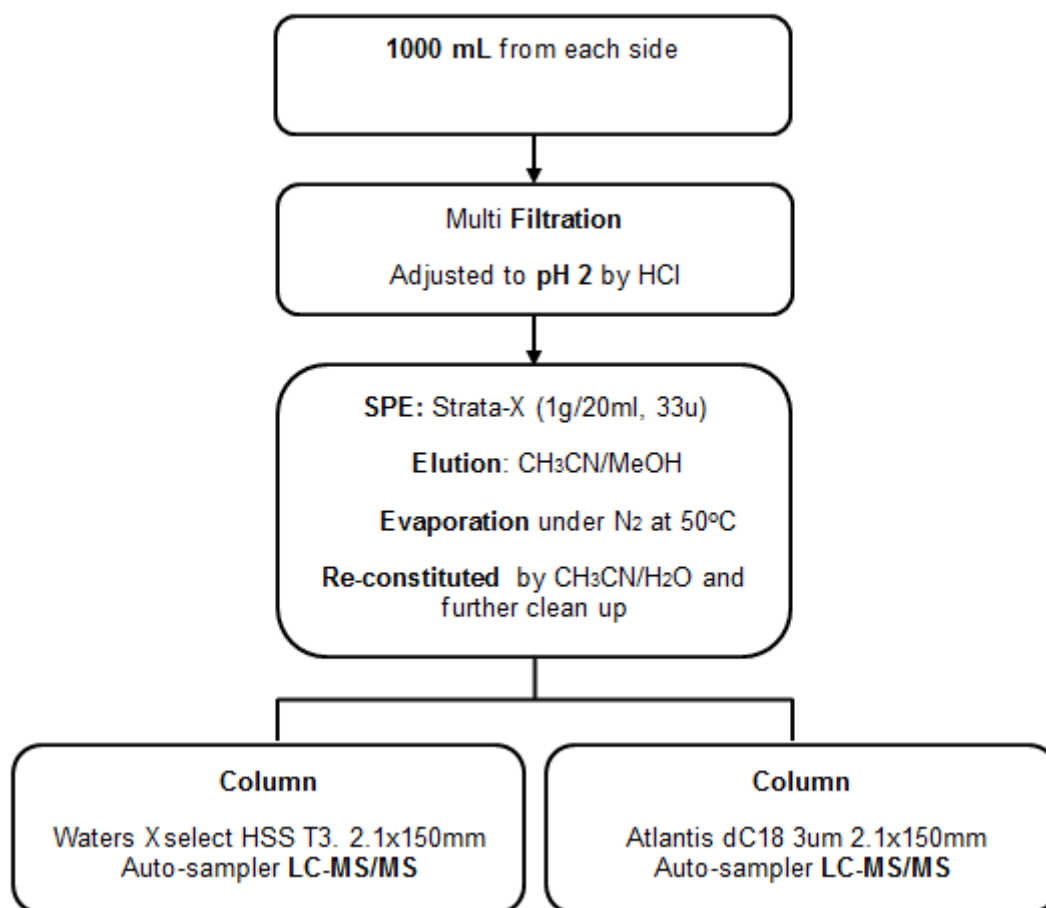 1000 mL from each side
Multi Filtration
Adjusted to pH 2 by HCl
SPE: Strata-X (1g/20ml, 33u)
Elution: CH3CN/MeOH
Evaporation under N2 at 50ºC
Re-constituted by CH3CN/H2O and
further clean up
Column
Waters Xselect HSS T3. 2.1x150mm
Auto-sampler LC-MS/MS
Column
Atlantis dC18 3um 2.1x150mm
Auto-sampler LC-MS/MS